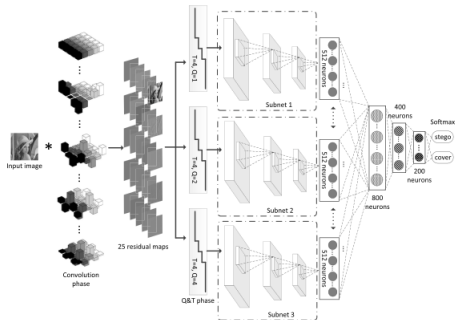 Input image
*
Convolution
phase
25 residual maps
T=4, Q=1
T=4, Q=2
T=4, Q=4
Q&T phase
Subnet 1
Subnet 2
Subnet 3
512 neurons
512 neurons
512 neurons
800
neurons
400
neurons
200
neurons
Softmax
stego
cover